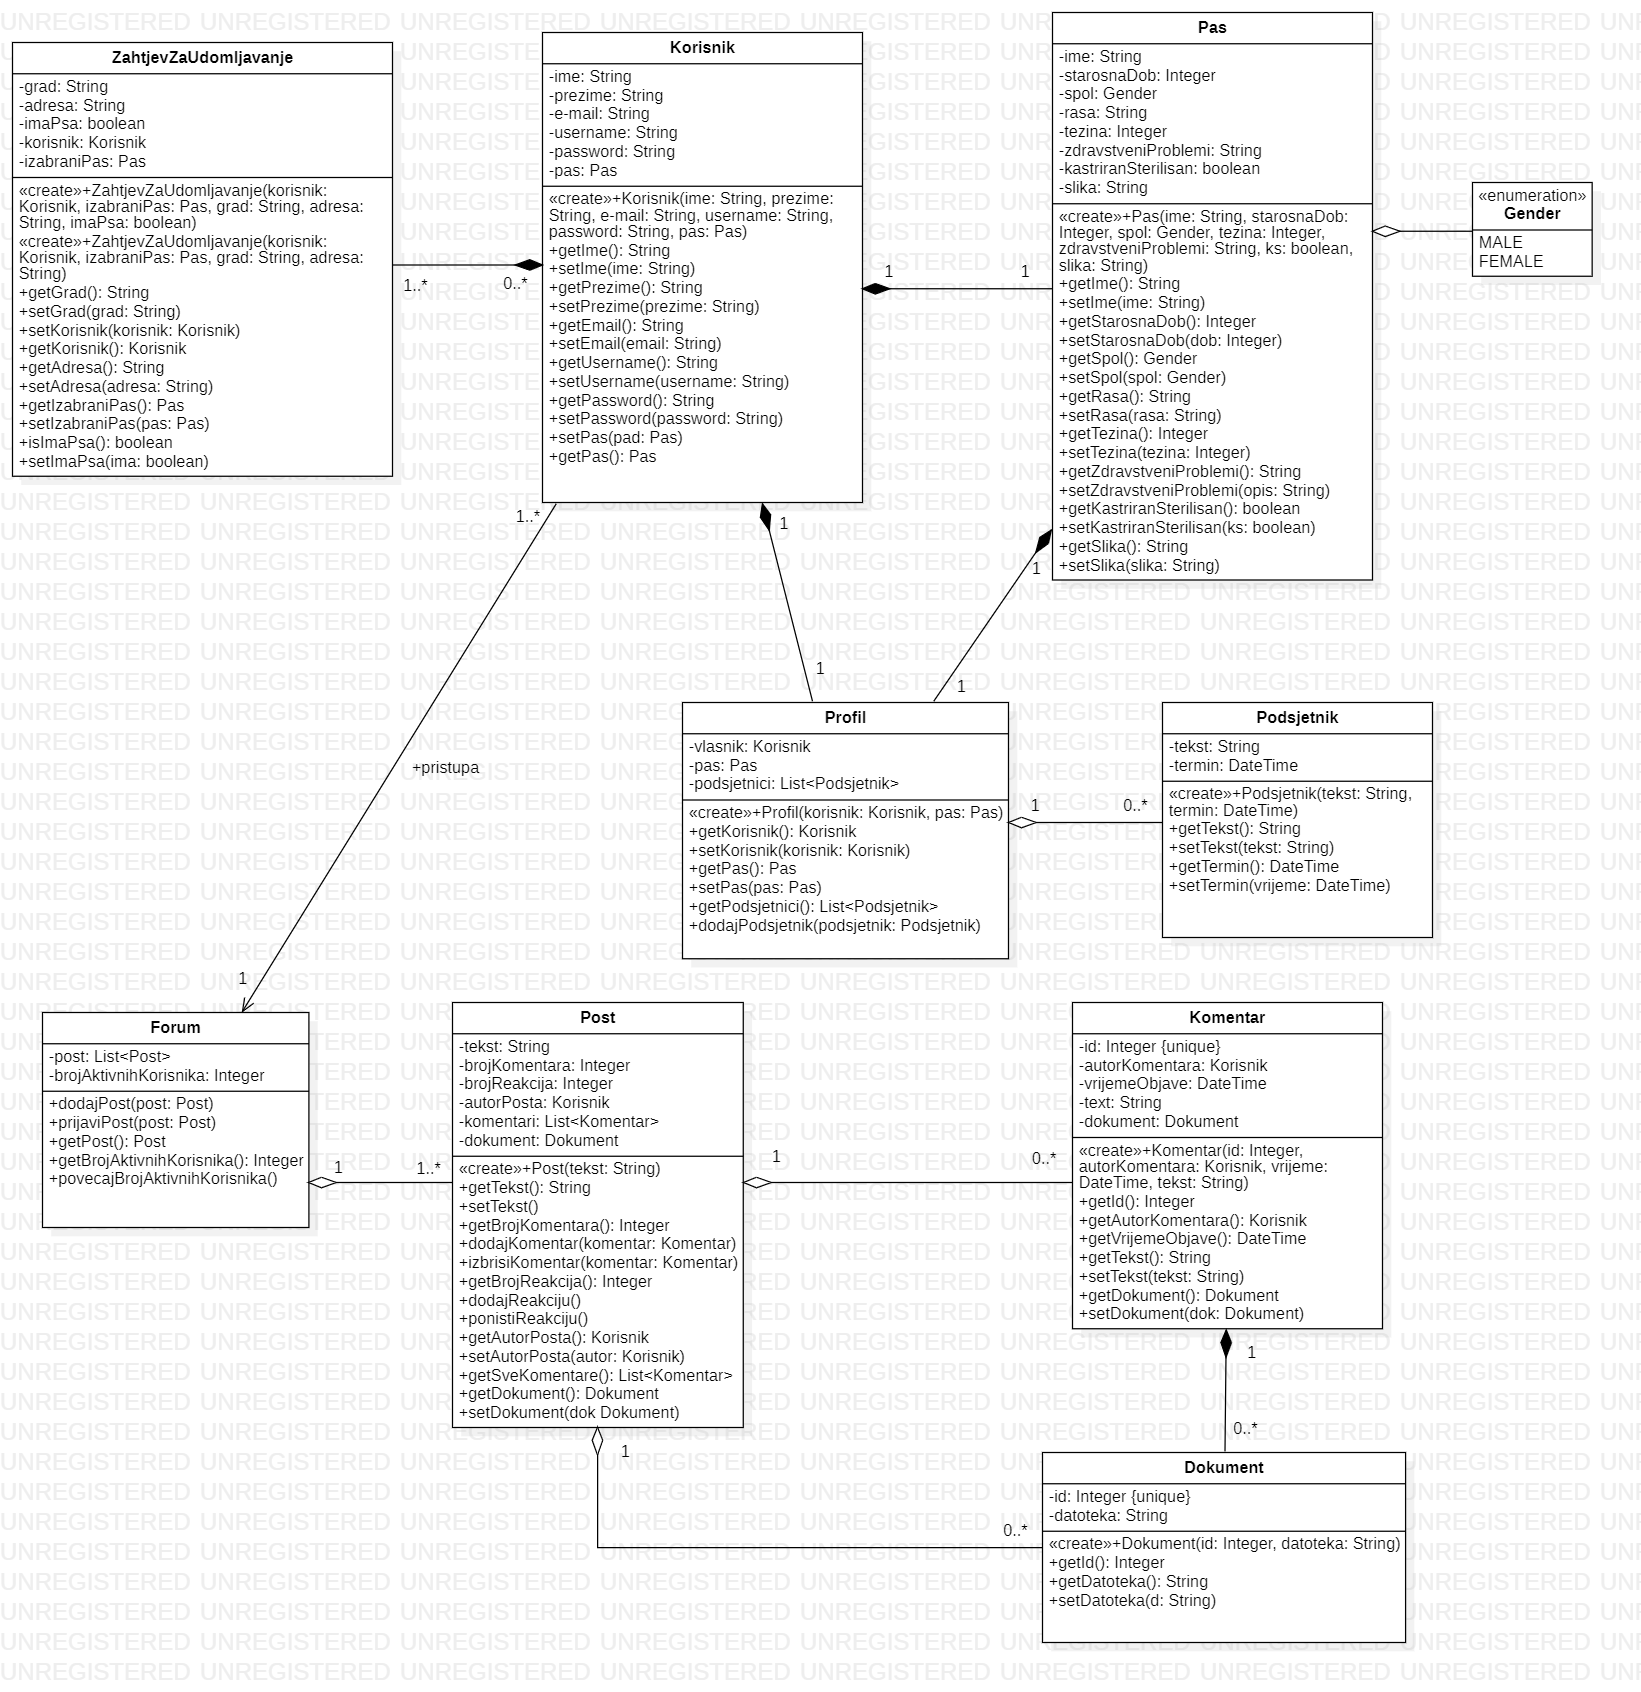 ZahtjevZaUdomljavanje
-grad: String
-adresa: String
-imaPsa: boolean
-korisnik: Korisnik
-izabraniPas: Pas
«create»+ZahtjevZaUdomljavanje(korisnik:
Korisnik, izabraniPas: Pas, grad: String, adresa:
String, imaPsa: boolean)
«create»+ZahtjevZaUdomljavanje(korisnik:
Korisnik, izabraniPas: Pas, grad: String, adresa:
String)
+getGrad(): String
+setGrad(grad: String)
+setKorisnik(korisnik: Korisnik)
+getKorisnik(): Korisnik
+getAdresa(): String
+setAdresa(adresa: String)
+getIzabraniPas(): Pas
+setIzabraniPas(pas: Pas)
+isImaPsa(): boolean
+setImaPsa(ima: boolean)
1..*
0..*
Korisnik
-ime: String
-prezime: String
-e-mail: String
-username: String
-password: String
-pas: Pas
«create»+Korisnik(ime: String, prezime:
String, e-mail: String, username: String,
password: String, pas: Pas)
+getIme(): String
+setIme(ime: String)
+getPrezime(): String
+setPrezime(prezime: String)
+getEmail(): String
+setEmail(email: String)
+getUsername(): String
+setUsername(username: String)
+getPassword(): String
+setPassword(password: String)
+setPas(pad: Pas)
+getPas(): Pas
1
1
Pas
-ime: String
-starosnaDob: Integer
-spol: Gender
-rasa: String
-tezina: Integer
-zdravstveniProblemi: String
-kastriranSterilisan: boolean
-slika: String
«create»+Pas(ime: String, starosnaDob:
Integer, spol: Gender, tezina: Integer,
zdravstveniProblemi: String, ks: boolean,
slika: String)
+getIme(): String
+setIme(ime: String)
+getStarosnaDob(): Integer
+setStarosnaDob(dob: Integer)
+getSpol(): Gender
+setSpol(spol: Gender)
+getRasa(): String
+setRasa(rasa: String)
+getTezina(): Integer
+setTezina(tezina: Integer)
+getZdravstveniProblemi(): String
+setZdravstveniProblemi(opis: String)
+getKastriranSterilisan(): boolean
+setKastriranSterilisan(ks: boolean)
+getSlika(): String
+setSlika(slika: String)
«enumeration»
Gender
MALE
FEMALE
1..*
+pristupa
1
1
1
1
1
Profil
-vlasnik: Korisnik
-pas: Pas
-podsjetnici: List<Podsjetnik>
«create»+Profil(korisnik: Korisnik, pas: Pas)
+getKorisnik(): Korisnik
+setKorisnik(korisnik: Korisnik)
+getPas(): Pas
+setPas(pas: Pas)
+getPodsjetnici(): List<Podsjetnik>
+dodajPodsjetnik(podsjetnik: Podsjetnik)
1
0..*
Podsjetnik
-tekst: String
-termin: DateTime
«create»+Podsjetnik(tekst: String,
termin: DateTime)
+getTekst(): String
+setTekst(tekst: String)
+getTermin(): DateTime
+setTermin(vrijeme: DateTime)
Forum
-post: List<Post>
-brojAktivnihKorisnika: Integer
+dodajPost(post: Post)
+prijaviPost(post: Post)
+getPost(): Post
+getBrojAktivnihKorisnika(): Integer
+povecajBrojAktivnihKorisnika()
1
1..*
Post
-tekst: String
-brojKomentara: Integer
-brojReakcija: Integer
-autorPosta: Korisnik
-komentari: List<Komentar>
-dokument: Dokument
«create»+Post(tekst: String)
+getTekst(): String
+setTekst()
+getBrojKomentara(): Integer
+dodajKomentar(komentar: Komentar)
+izbrisiKomentar(komentar: Komentar)
+getBrojReakcija(): Integer
+dodajReakciju()
+ponistiReakciju()
+getAutorPosta(): Korisnik
+setAutorPosta(autor: Korisnik)
+getSveKomentare(): List<Komentar>
+getDokument(): Dokument
+setDokument(dok Dokument)
1
0..*
Komentar
-id: Integer {unique}
-autorKomentara: Korisnik
-vrijemeObjave: DateTime
-text: String
-dokument: Dokument
«create»+Komentar(id: Integer,
autorKomentara: Korisnik, vrijeme:
DateTime, tekst: String)
+getId(): Integer
+getAutorKomentara(): Korisnik
+getVrijemeObjave(): DateTime
+getTekst(): String
+setTekst(tekst: String)
+getDokument(): Dokument
+setDokument(dok: Dokument)
1
0..*
1
0..*
Dokument
-id: Integer {unique}
-datoteka: String
«create»+Dokument(id: Integer, datoteka: String)
+getId(): Integer
+getDatoteka(): String
+setDatoteka(d: String)
UNREGISTERED